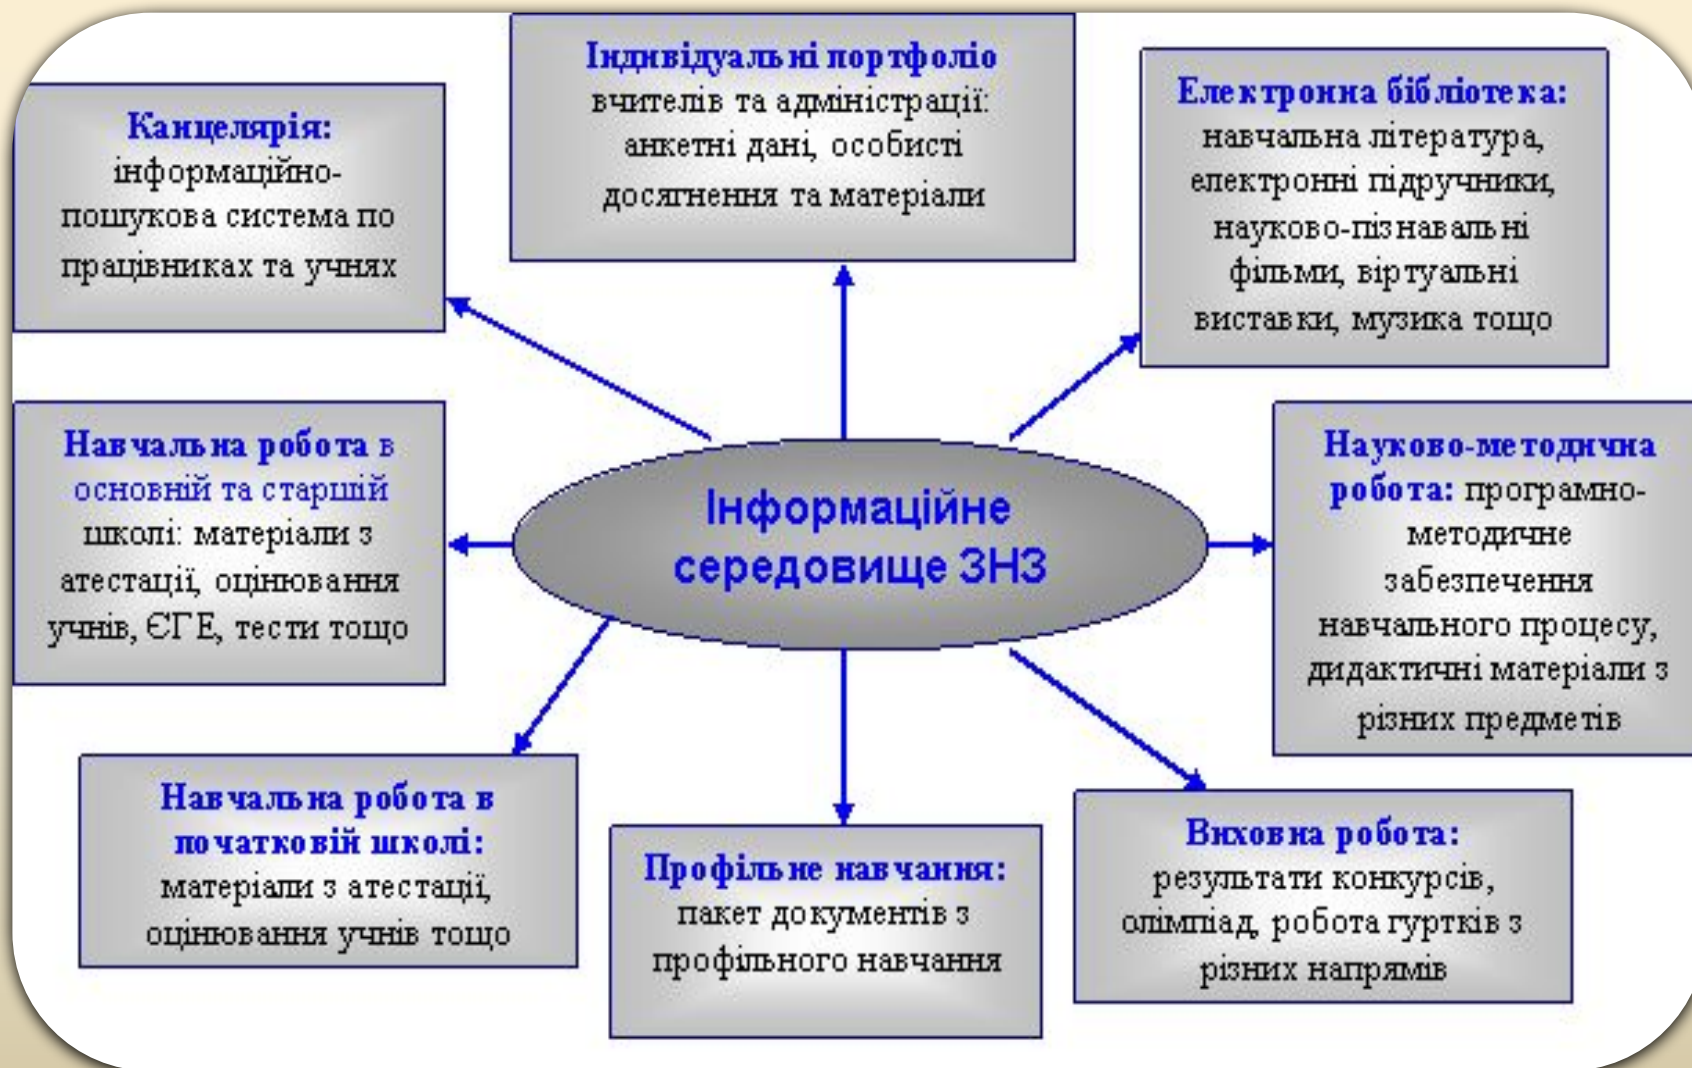 Індивідуальні портфоліо
вчителів та адміністрації:
анкетні дані, особисті
досягнення та матеріали
Електронна бібліотека:
навчальна література,
електронні підручники,
науково-пізнавальні
фільми, віртуальні
виставки, музика тощо
Канцелярія:
інформаційно-
пошукова система по
працівниках та учнях
Навчальна робота в
основній та старшій
школі: матеріали з
атестації, оцінювання
учнів, ЄГЕ, тести тощо
Інформаційне
середовище ЗНЗ
Науково-методична
робота: програмно-
методичне
забезпечення
навчального процесу,
дидактичні матеріали з
різних предметів
Навчальна робота в
початковій школі:
матеріали з атестації,
оцінювання учнів тощо
Профільне навчання:
пакет документів з
профільного навчання
Виховна робота:
результати конкурсів,
олімпіад, робота гуртків з
різних напрямів